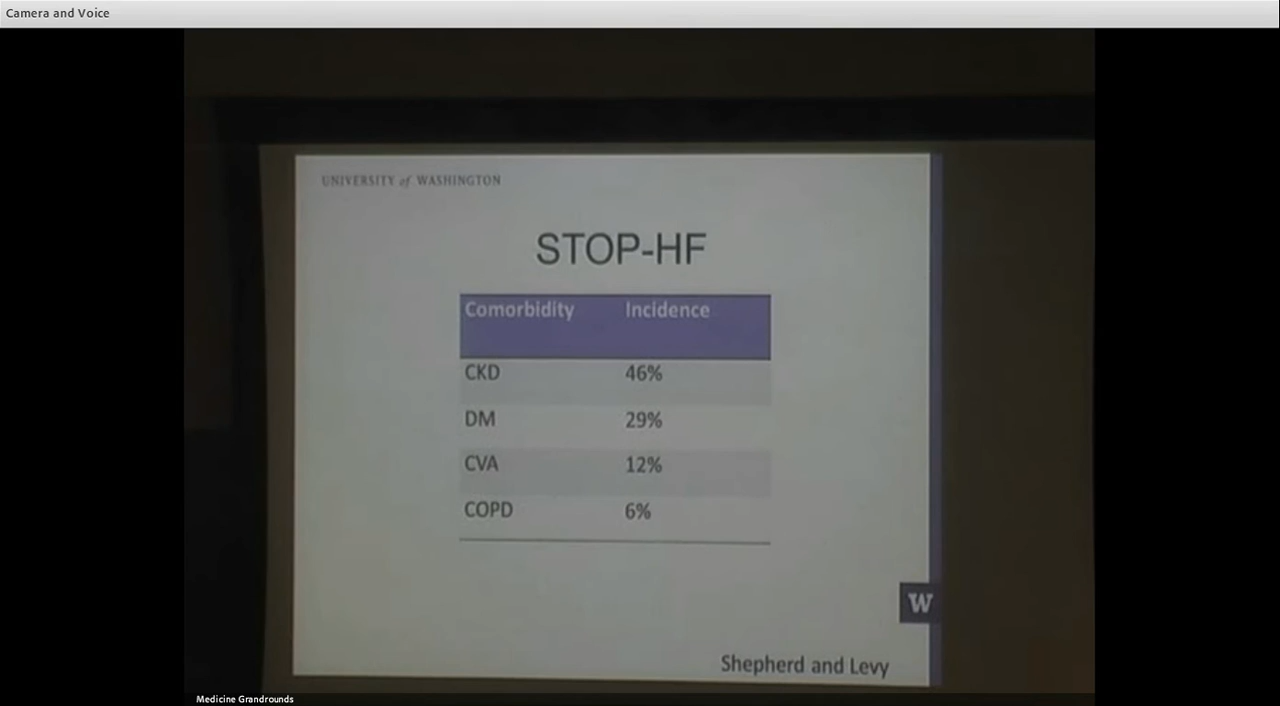 Camera and Voice
UNIVERSITY of WASHINGTON
STOP-HF
Comorbidity Incidence
CKD 46%
DM 29%
CVA 12%
COPD 6%
W
Shepherd and Levy
Medicine Grandrounds